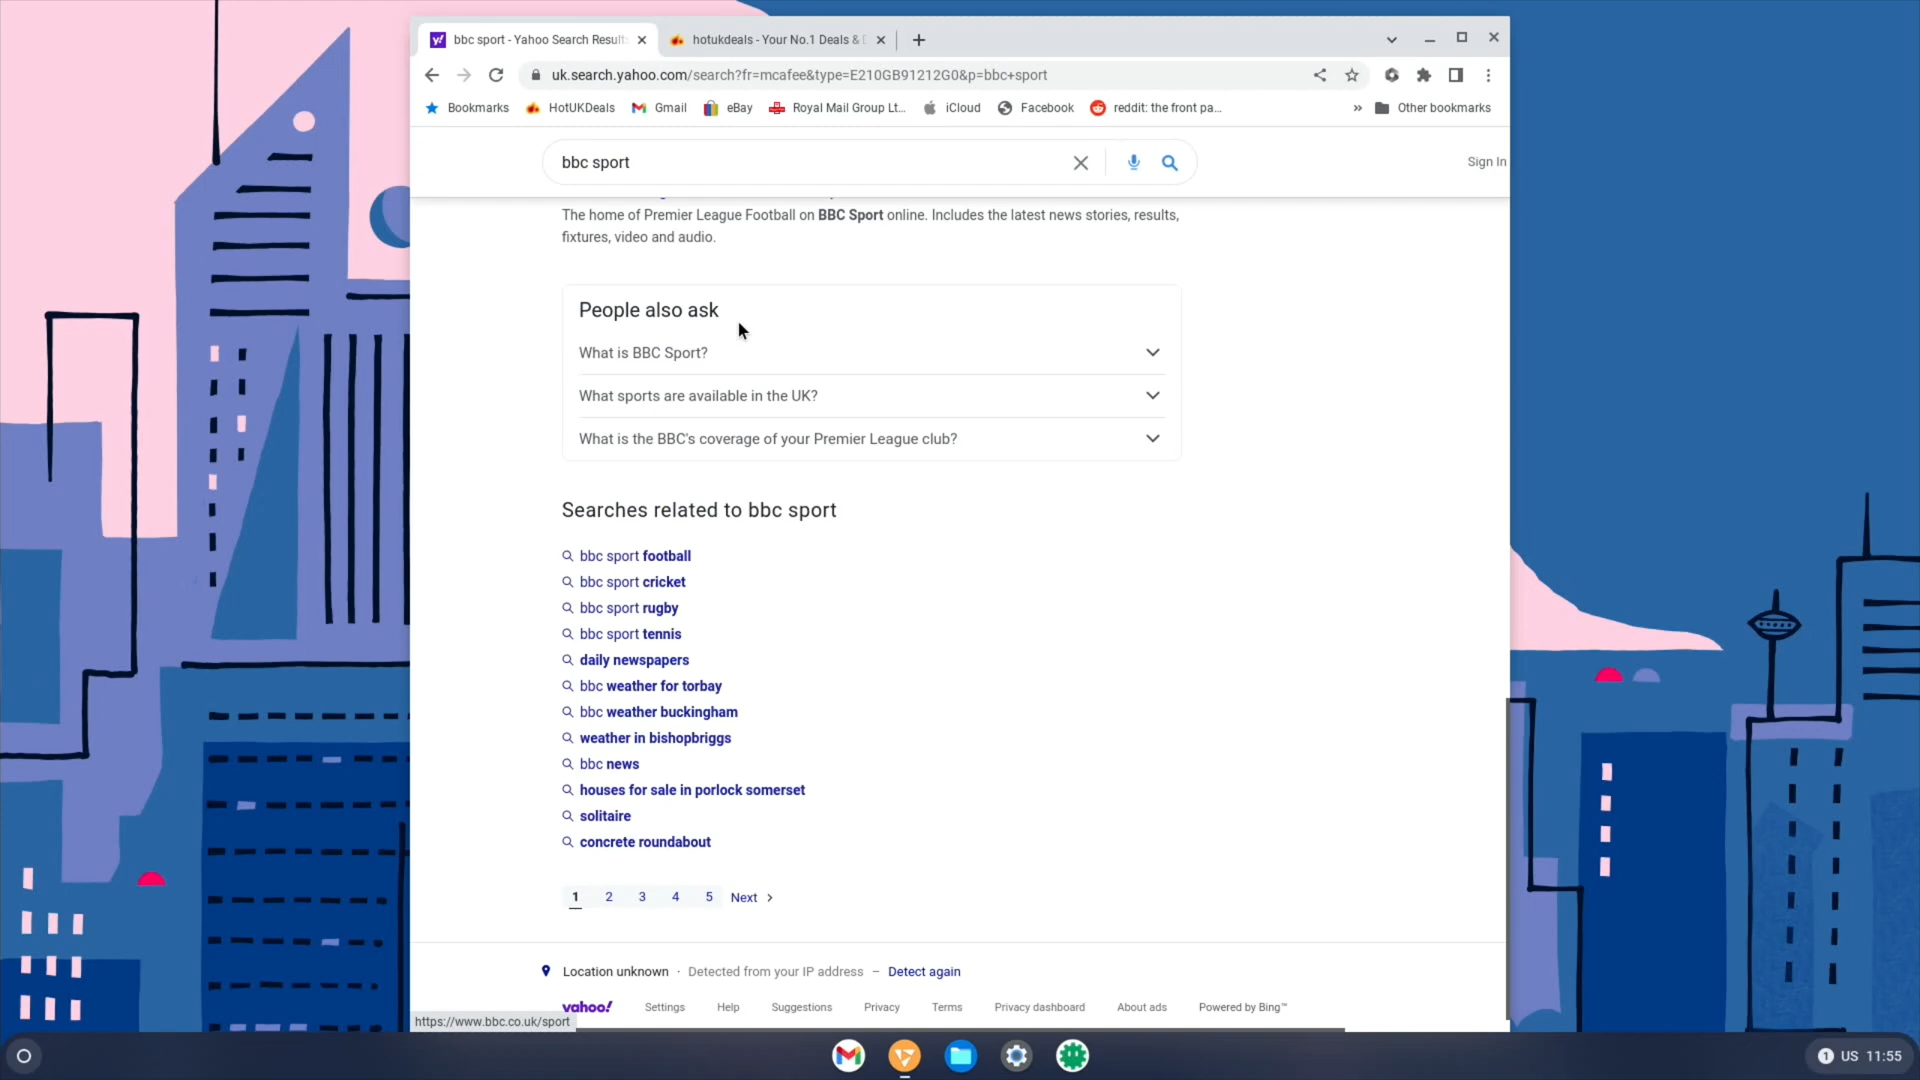 bbc sport - Yahoo Search Result
hotukdeals - Your No.1 Deals &
uk.search.yahoo.com/search?fr=mcafee&type=E210GB91212G0&p=bbc+sport
Bookmarks HotUKDeals Gmail eBay Royal Mail Group Lt... iCloud Facebook reddit: the front pa... » Other bookmarks
bbc sport
Sign In
The home of Premier League Football on BBC Sport online. Includes the latest news stories, results,
fixtures, video and audio.
People also ask
What is BBC Sport?
What sports are available in the UK?
What is the BBC's coverage of your Premier League club?
Searches related to bbc sport
bbc sport football
bbc sport cricket
bbc sport rugby
bbc sport tennis
daily newspapers
bbc weather for torbay
bbc weather buckingham
weather in bishopbriggs
bbc news
houses for sale in porlock somerset
solitaire
concrete roundabout
1 2 3 4 5 Next >
Location unknown · Detected from your IP address – Detect again
yahoo! Settings Help Suggestions Privacy Terms Privacy dashboard About ads Powered by Bing™
https://www.bbc.co.uk/sport
1 US 11:55